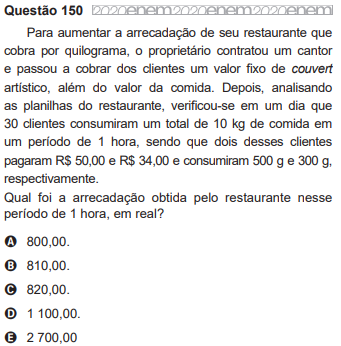 Questão 150 2020enem2020enem2020enem
Para aumentar a arrecadação de seu restaurante que
cobra por quilograma, o proprietário contratou um cantor
e passou a cobrar dos clientes um valor fixo de couvert
artístico, além do valor da comida. Depois, analisando
as planilhas do restaurante, verificou-se em um dia que
30 clientes consumiram um total de 10 kg de comida em
um período de 1 hora, sendo que dois desses clientes
pagaram R$ 50,00 e R$ 34,00 e consumiram 500 g e 300 g,
respectivamente.
Qual foi a arrecadação obtida pelo restaurante nesse
período de 1 hora, em real?
A 800,00.
B 810,00.
C 820,00.
D 1 100,00.
E 2 700,00